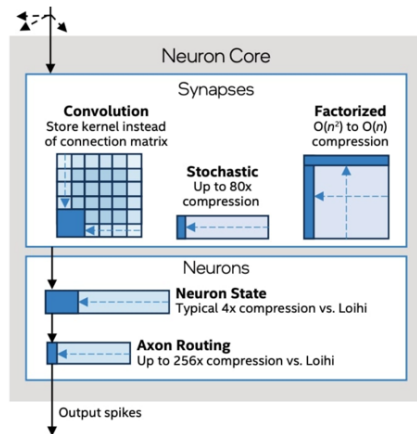 Neuron Core
Synapses
Convolution
Store kernel instead
of connection matrix
Stochastic
Up to 80x
compression
Factorized
O(n²) to O(n)
compression
Neurons
Neuron State
Typical 4x compression vs. Loihi
Axon Routing
Up to 256x compression vs. Loihi
Output spikes